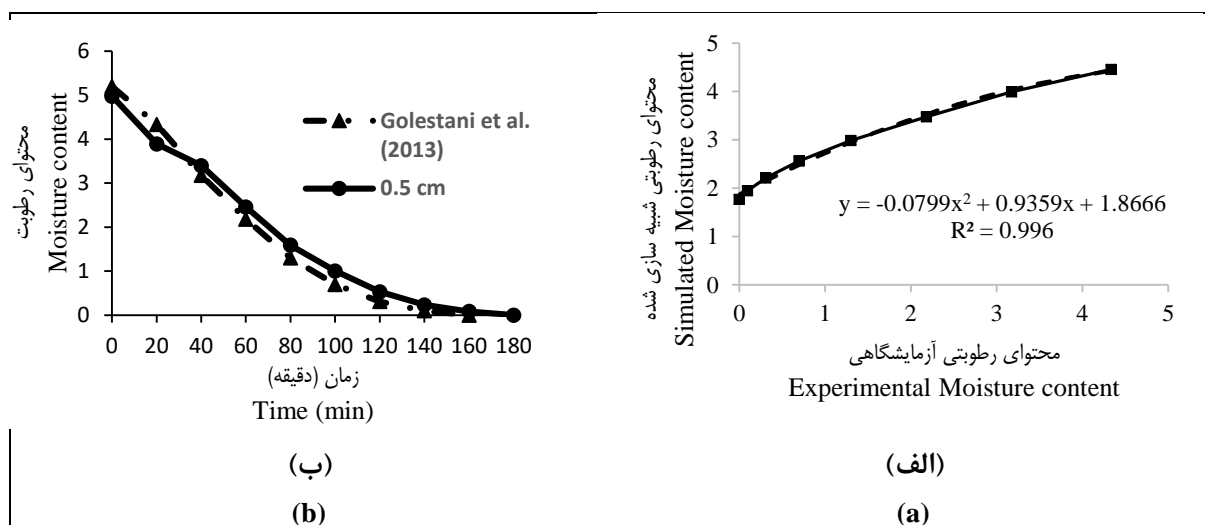 محتوای رطوبتی شبیه سازی شده
Simulated Moisture content
5
4
3
2
1
0
y = -0.0799x² + 0.9359x + 1.8666
R² = 0.996
0 1 2 3 4 5
محتوای رطوبتی آزمایشگاهی
Experimental Moisture content
(الف)
(a)
محتوای رطوبت
Moisture content
6
5
4
3
2
1
0
Golestani et al.
(2013)
0.5 cm
0 20 40 60 80 100 120 140 160 180
زمان (دقیقه)
Time (min)
(ب)
(b)